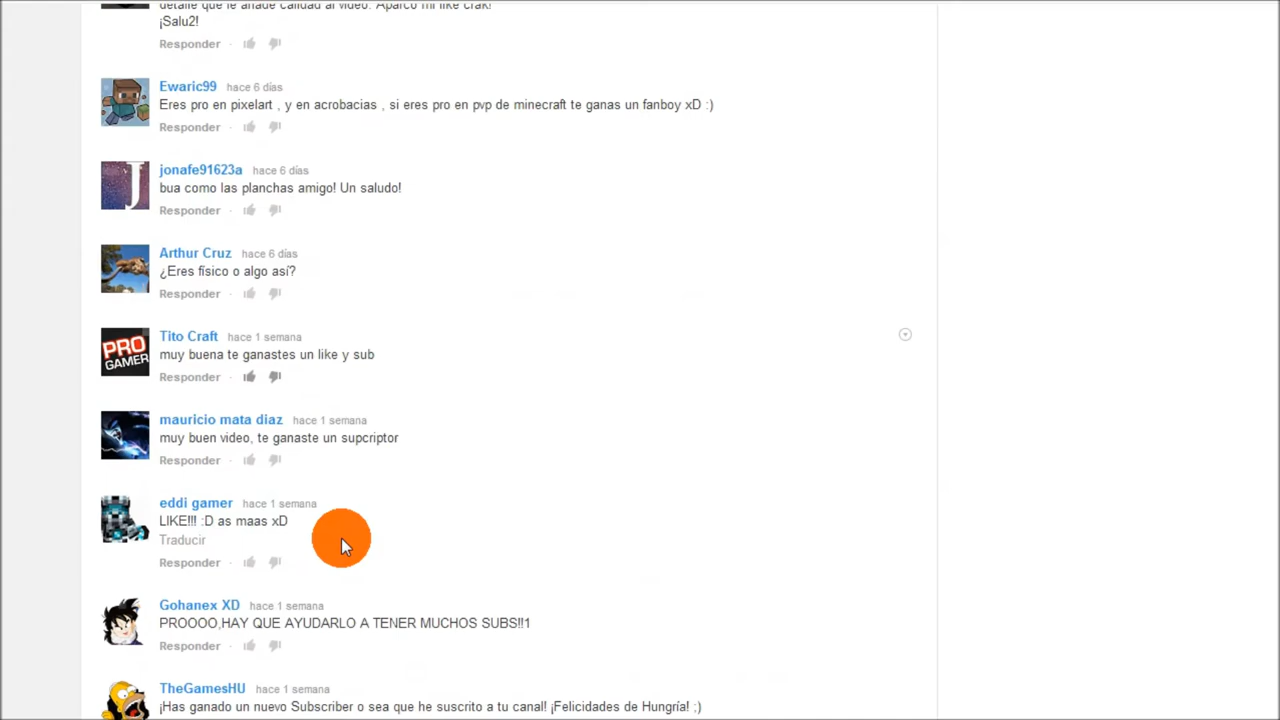 detalle que le añade calidad al video. Aparco mi like crak!
¡Salu2!
Responder ·
Ewaric99 hace 6 días
Eres pro en pixelart , y en acrobacias , si eres pro en pvp de minecraft te ganas un fanboy xD :)
Responder ·
jonafe91623a hace 6 días
bua como las planchas amigo! Un saludo!
Responder ·
Arthur Cruz hace 6 días
¿Eres físico o algo así?
Responder ·
Tito Craft hace 1 semana
PRO
GAMER
muy buena te ganastes un like y sub
Responder ·
mauricio mata diaz hace 1 semana
muy buen video, te ganaste un supcriptor
Responder ·
eddi gamer hace 1 semana
LIKE!!! :D as maas xD
Traducir
Responder ·
Gohanex XD hace 1 semana
PROOOO,HAY QUE AYUDARLO A TENER MUCHOS SUBS!!1
Responder ·
TheGamesHU hace 1 semana
¡Has ganado un nuevo Subscriber o sea que he suscrito a tu canal! ¡Felicidades de Hungría! :)